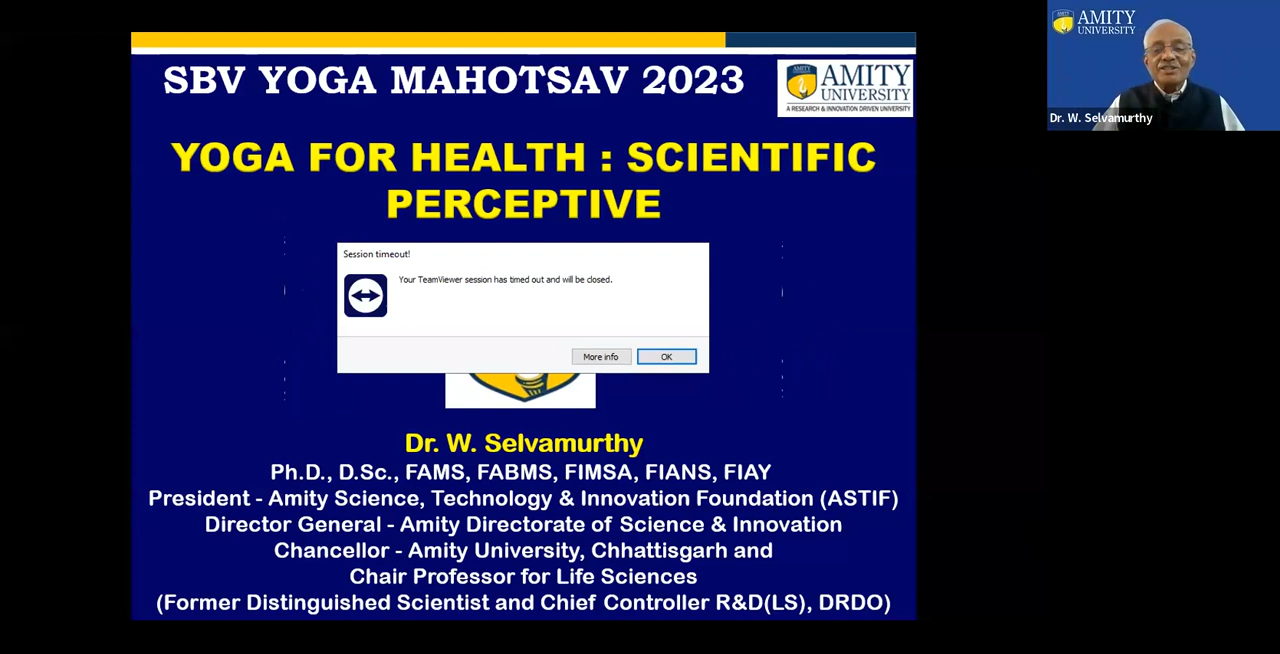 SBV YOGA MAHOTSAV 2023
AMITY
AMITY
UNIVERSITY
A RESEARCH & INNOVATION DRIVEN UNIVERSITY
AMITY
UNIVERSITY
Dr. W. Selvamurthy
YOGA FOR HEALTH : SCIENTIFIC
PERCEPTIVE
Session timeout!
Your TeamViewer session has timed out and will be closed.
More info
OK
Dr. W. Selvamurthy
Ph.D., D.Sc., FAMS, FABMS, FIMSA, FIANS, FIAY
President - Amity Science, Technology & Innovation Foundation (ASTIF)
Director General - Amity Directorate of Science & Innovation
Chancellor - Amity University, Chhattisgarh and
Chair Professor for Life Sciences
(Former Distinguished Scientist and Chief Controller R&D(LS), DRDO)